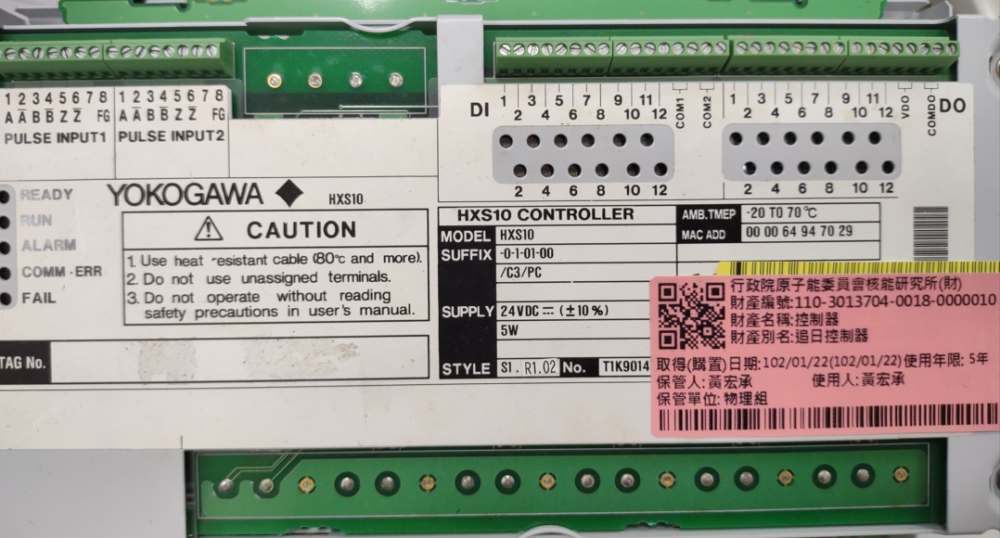 1 2 3 4 5 6 7 8 1 2 3 4 5 6 7 8
A A̅ B B̅ Z Z̅ FG A A̅ B B̅ Z Z̅ FG
PULSE INPUT1 PULSE INPUT2
DI 1 3 5 7 9 11 COM1 COM2
2 4 6 8 10 12
1 3 5 7 9 11 VDO COMDO DO
2 4 6 8 10 12
2 4 6 8 10 12
2 4 6 8 10 12
READY
RUN
ALARM
COMM-ERR
FAIL
YOKOGAWA HXS10
CAUTION
1. Use heat resistant cable (80℃ and more).
2. Do not use unassigned terminals.
3. Do not operate without reading
safety precautions in user's manual.
TAG No.
HXS10 CONTROLLER
MODEL HXS10
SUFFIX -0-1-01-00
/C3/PC
SUPPLY 24VDC ⎓ (±10%)
5W
STYLE S1. R1.02 No. T1K9014
AMB.TMEP -20 TO 70℃
MAC ADD 00 00 64 94 70 29
行政院原子能委員會核能研究所(財)
財產編號:110-3013704-0018-0000010
財產名稱:控制器
財產別名:追日控制器
取得(購置)日期:102/01/22(102/01/22)使用年限: 5年
保管人:黃宏承 使用人:黃宏承
保管單位:物理組